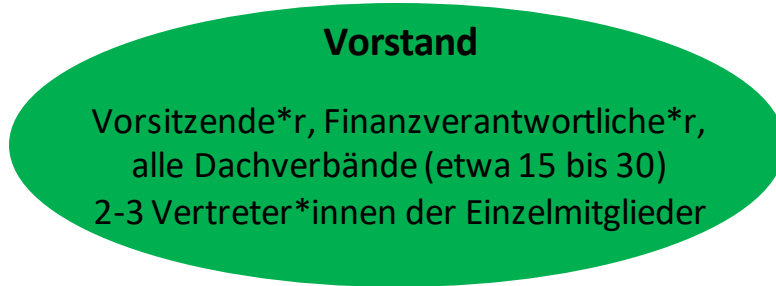 Vorstand
Vorsitzende*r, Finanzverantwortliche*r,
alle Dachverbände (etwa 15 bis 30)
2-3 Vertreter*innen der Einzelmitglieder